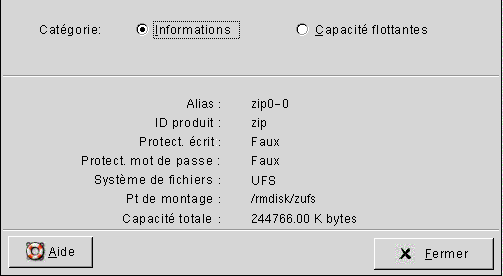 Catégorie: Informations Capacité flottantes
Alias : zip0-0
ID produit : zip
Protect. écrit : Faux
Protect. mot de passe : Faux
Système de fichiers : UFS
Pt de montage : /rmdisk/zufs
Capacité totale : 244766.00 K bytes
Aide Fermer